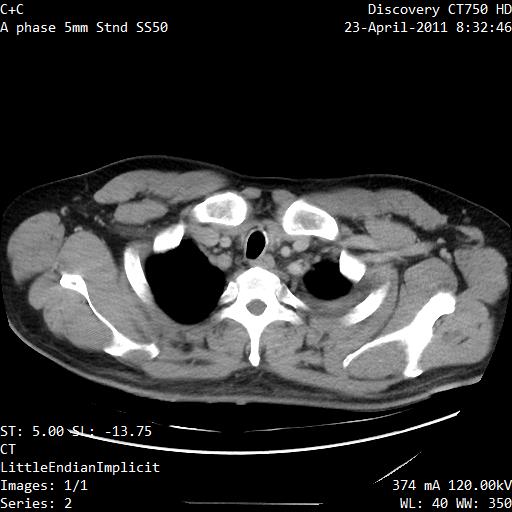 C+C
A phase 5mm Stnd SS50
Discovery CT750 HD
23-April-2011 8:32:46
ST: 5.00 SL: -13.75
CT
LittleEndianImplicit
Images: 1/1
Series: 2
374 mA 120.00kV
WL: 40 WW: 350